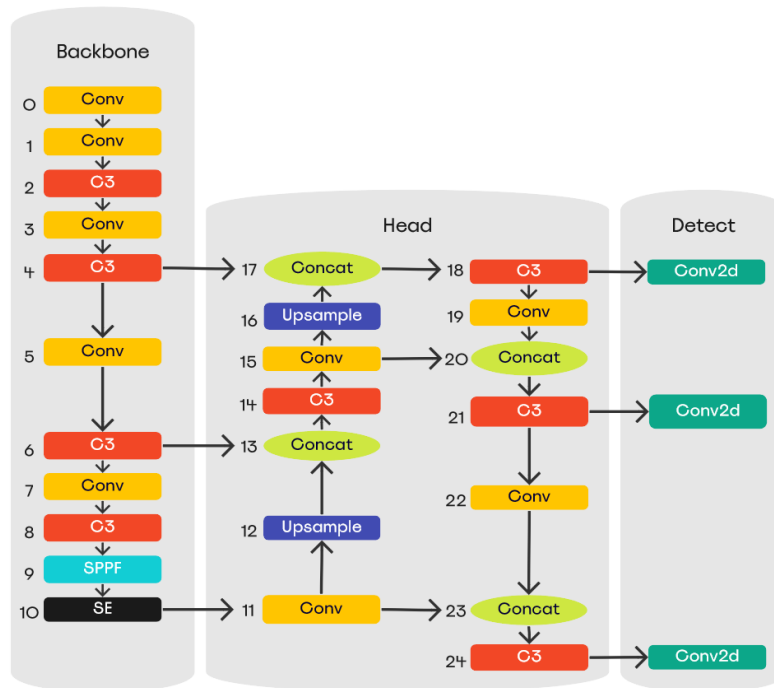 Backbone
0 Conv
1 Conv
2 C3
3 Conv
4 C3
5 Conv
6 C3
7 Conv
8 C3
9 SPPF
10 SE
Head
17 Concat
16 Upsample
15 Conv
14 C3
13 Concat
12 Upsample
11 Conv
18 C3
19 Conv
20 Concat
21 C3
22 Conv
23 Concat
24 C3
Detect
Conv2d
Conv2d
Conv2d